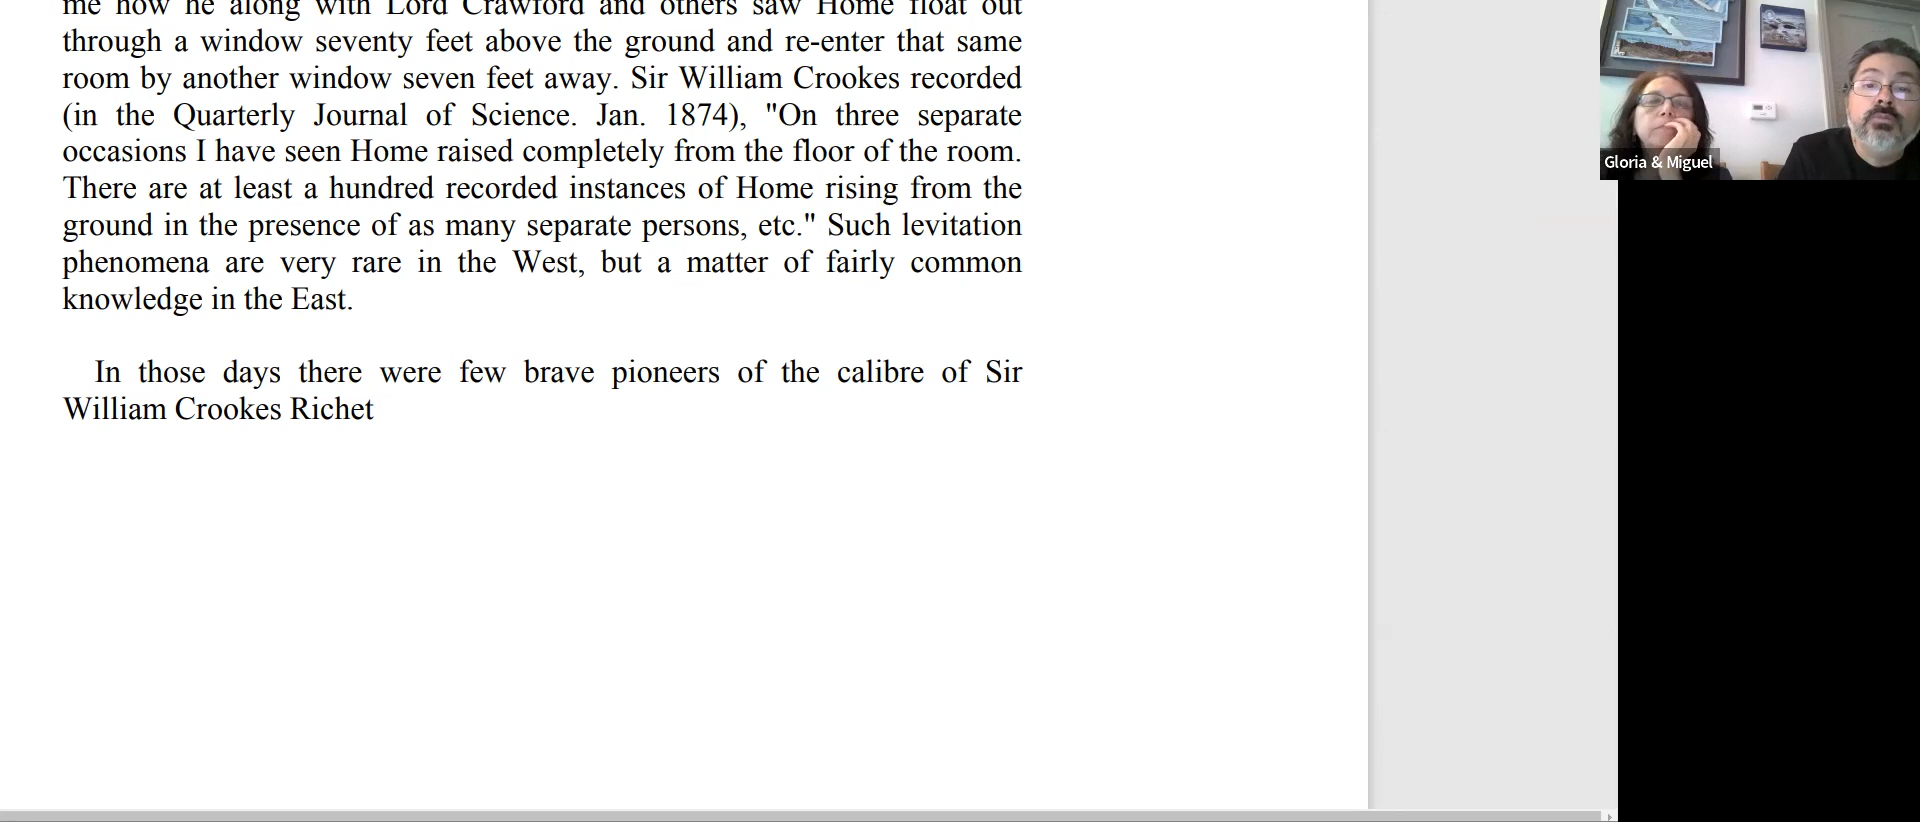 me how he along with Lord Crawford and others saw Home float out
through a window seventy feet above the ground and re-enter that same
room by another window seven feet away. Sir William Crookes recorded
(in the Quarterly Journal of Science. Jan. 1874), "On three separate
occasions I have seen Home raised completely from the floor of the room.
There are at least a hundred recorded instances of Home rising from the
ground in the presence of as many separate persons, etc." Such levitation
phenomena are very rare in the West, but a matter of fairly common
knowledge in the East.
In those days there were few brave pioneers of the calibre of Sir
William Crookes Richet
Gloria & Miguel